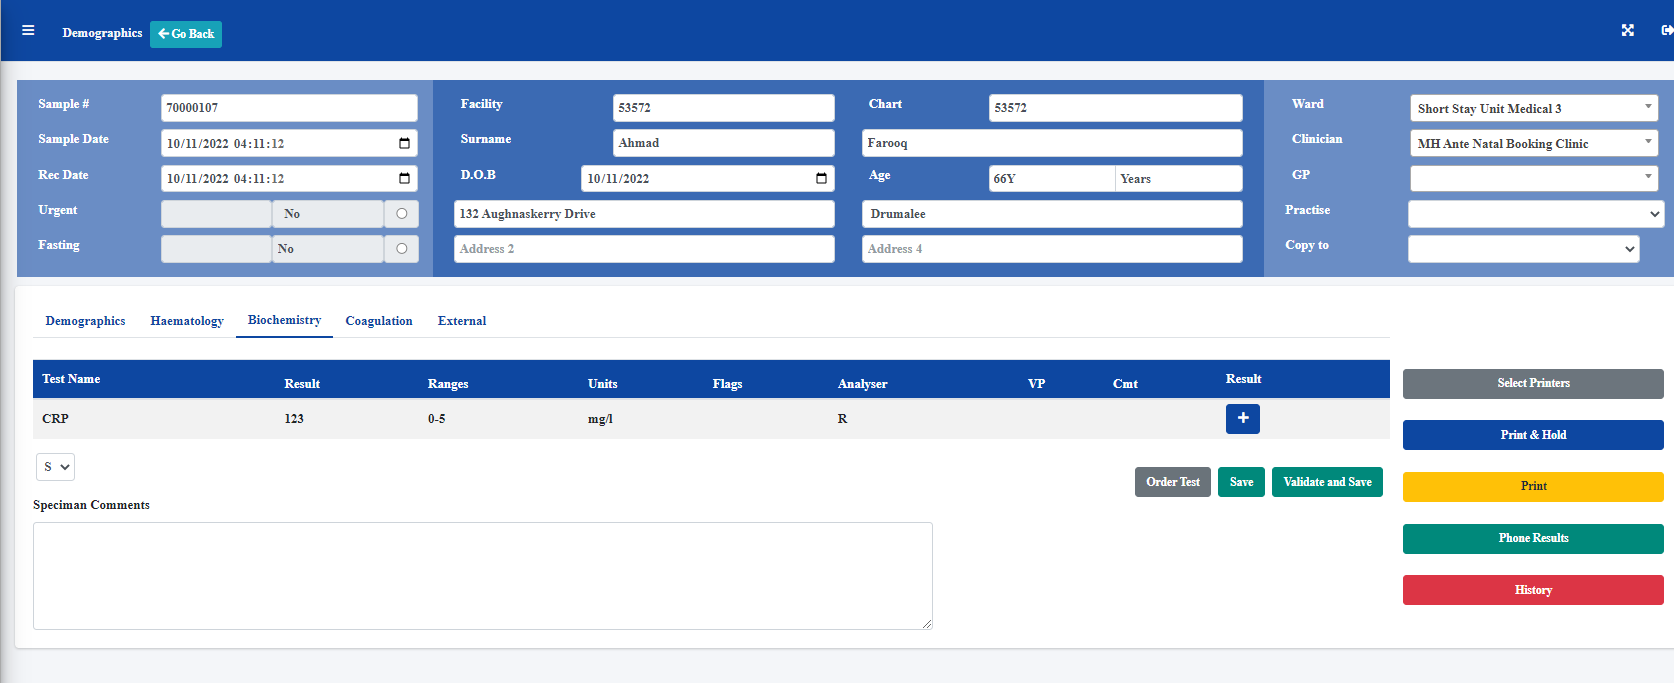 Demographics Go Back
Sample # 70000107 Facility 53572 Chart 53572 Ward Short Stay Unit Medical 3
Sample Date 10/11/2022 04:11:12 Surname Ahmad Farooq Clinician MH Ante Natal Booking Clinic
Rec Date 10/11/2022 04:11:12 D.O.B 10/11/2022 Age 66Y Years GP
Urgent No 132 Aughnaskerry Drive Drumalee Practise
Fasting No Address 2 Address 4 Copy to
Demographics Haematology Biochemistry Coagulation External
Test Name Result Ranges Units Flags Analyser VP Cmt Result
CRP 123 0-5 mg/l R +
S
Order Test Save Validate and Save
Speciman Comments
Select Printers
Print & Hold
Print
Phone Results
History